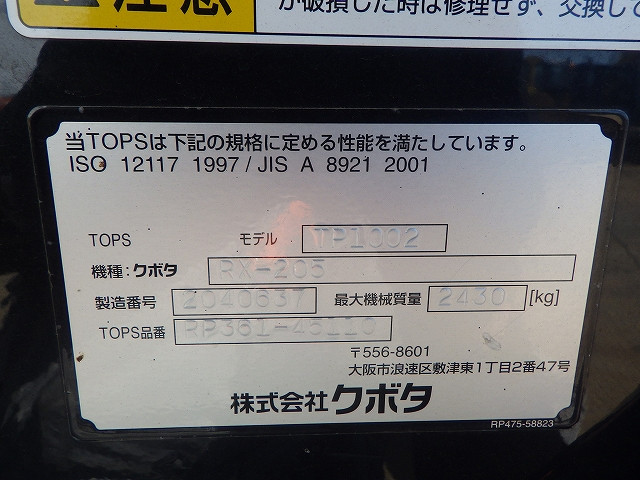 注意
が破損した時は修理せず、交換して
当TOPSは下記の規格に定める性能を満たしています。
ISO 12117 1997 / JIS A 8921 2001
TOPS モデル TP1002
機種: クボタ RX-205
製造番号 2040637 最大機械質量 2430 [kg]
TOPS品番 RP361-45110
〒556-8601
大阪市浪速区敷津東1丁目2番47号
株式会社クボタ
RP475-58823